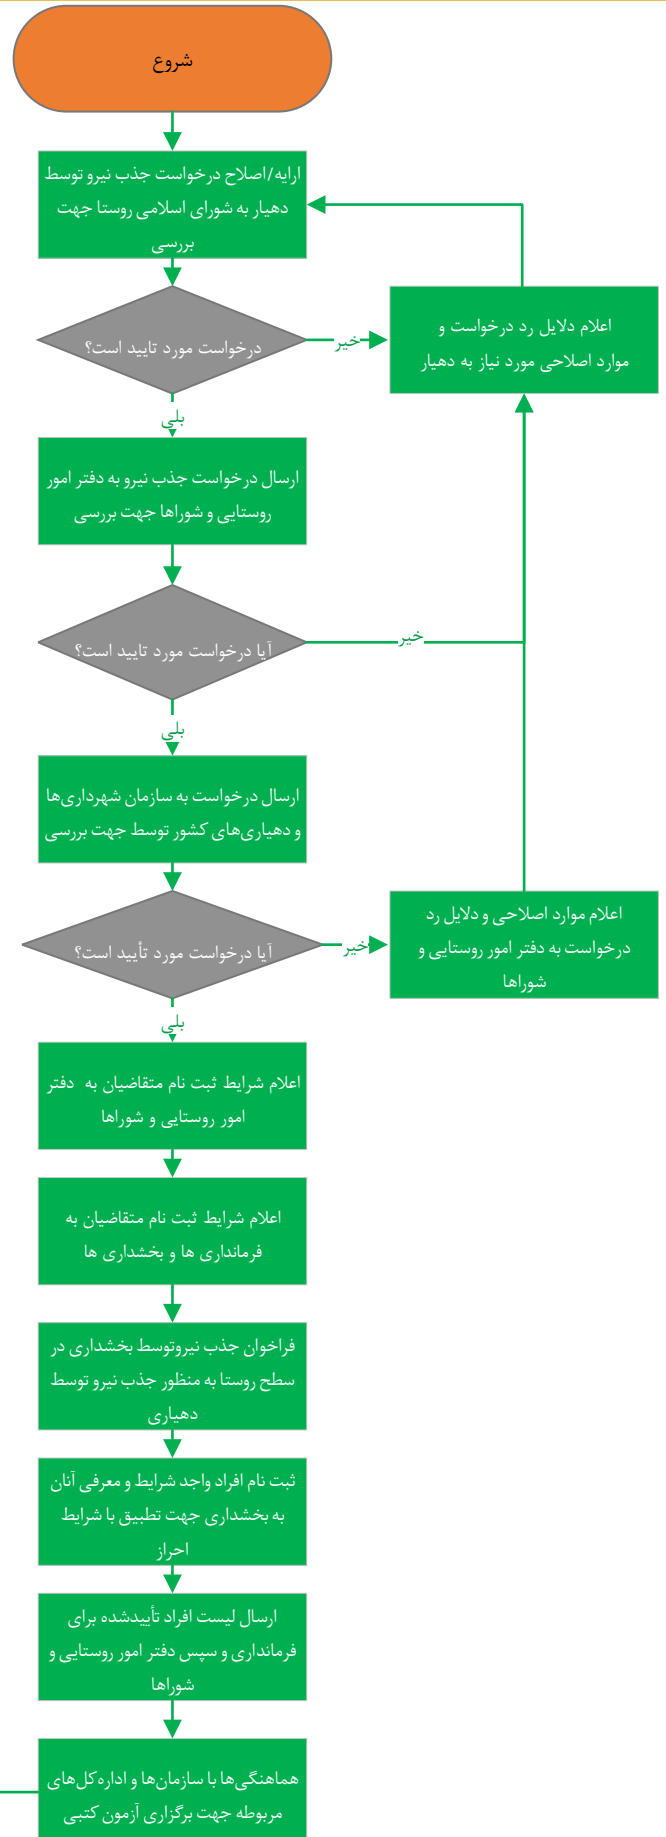 شروع
ارایه/اصلاح درخواست جذب نیرو توسط
دهیار به شورای اسلامی روستا جهت
بررسی
درخواست مورد تایید است؟
خیر
اعلام دلایل رد درخواست و
موارد اصلاحی مورد نیاز به دهیار
بلی
ارسال درخواست جذب نیرو به دفتر امور
روستایی و شوراها جهت بررسی
آیا درخواست مورد تایید است؟
خیر
بلی
ارسال درخواست به سازمان شهرداری‌ها
و دهیاری‌های کشور توسط جهت بررسی
آیا درخواست مورد تأیید است؟
خیر
اعلام موارد اصلاحی و دلایل رد
درخواست به دفتر امور روستایی و
شوراها
بلی
اعلام شرایط ثبت نام متقاضیان به دفتر
امور روستایی و شوراها
اعلام شرایط ثبت نام متقاضیان به
فرمانداری ها و بخشداری ها
فراخوان جذب نیروتوسط بخشداری در
سطح روستا به منظور جذب نیرو توسط
دهیاری
ثبت نام افراد واجد شرایط و معرفی آنان
به بخشداری جهت تطبیق با شرایط
احراز
ارسال لیست افراد تأییدشده برای
فرمانداری و سپس دفتر امور روستایی و
شوراها
هماهنگی‌ها با سازمان‌ها و اداره‌کل‌های
مربوطه جهت برگزاری آزمون کتبی